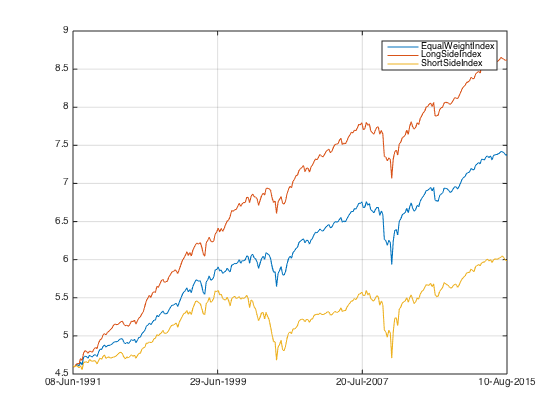 9
8.5
8
7.5
7
6.5
6
5.5
5
4.5
EqualWeightIndex
LongSideIndex
ShortSideIndex
08-Jun-1991
29-Jun-1999
20-Jul-2007
10-Aug-2015